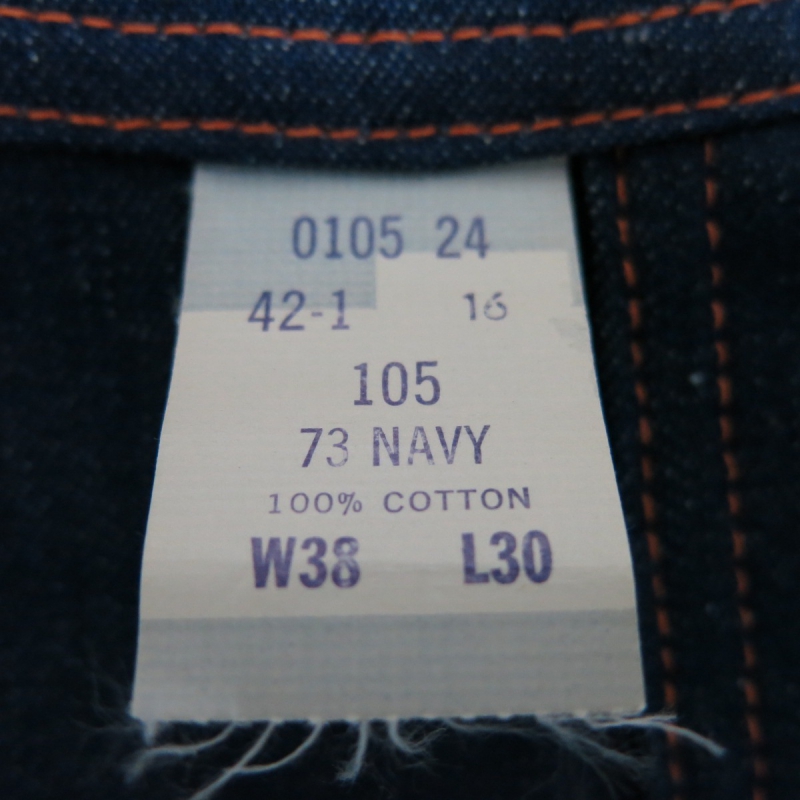 0105 24
42-1 16
105
73 NAVY
100% COTTON
W38 L30